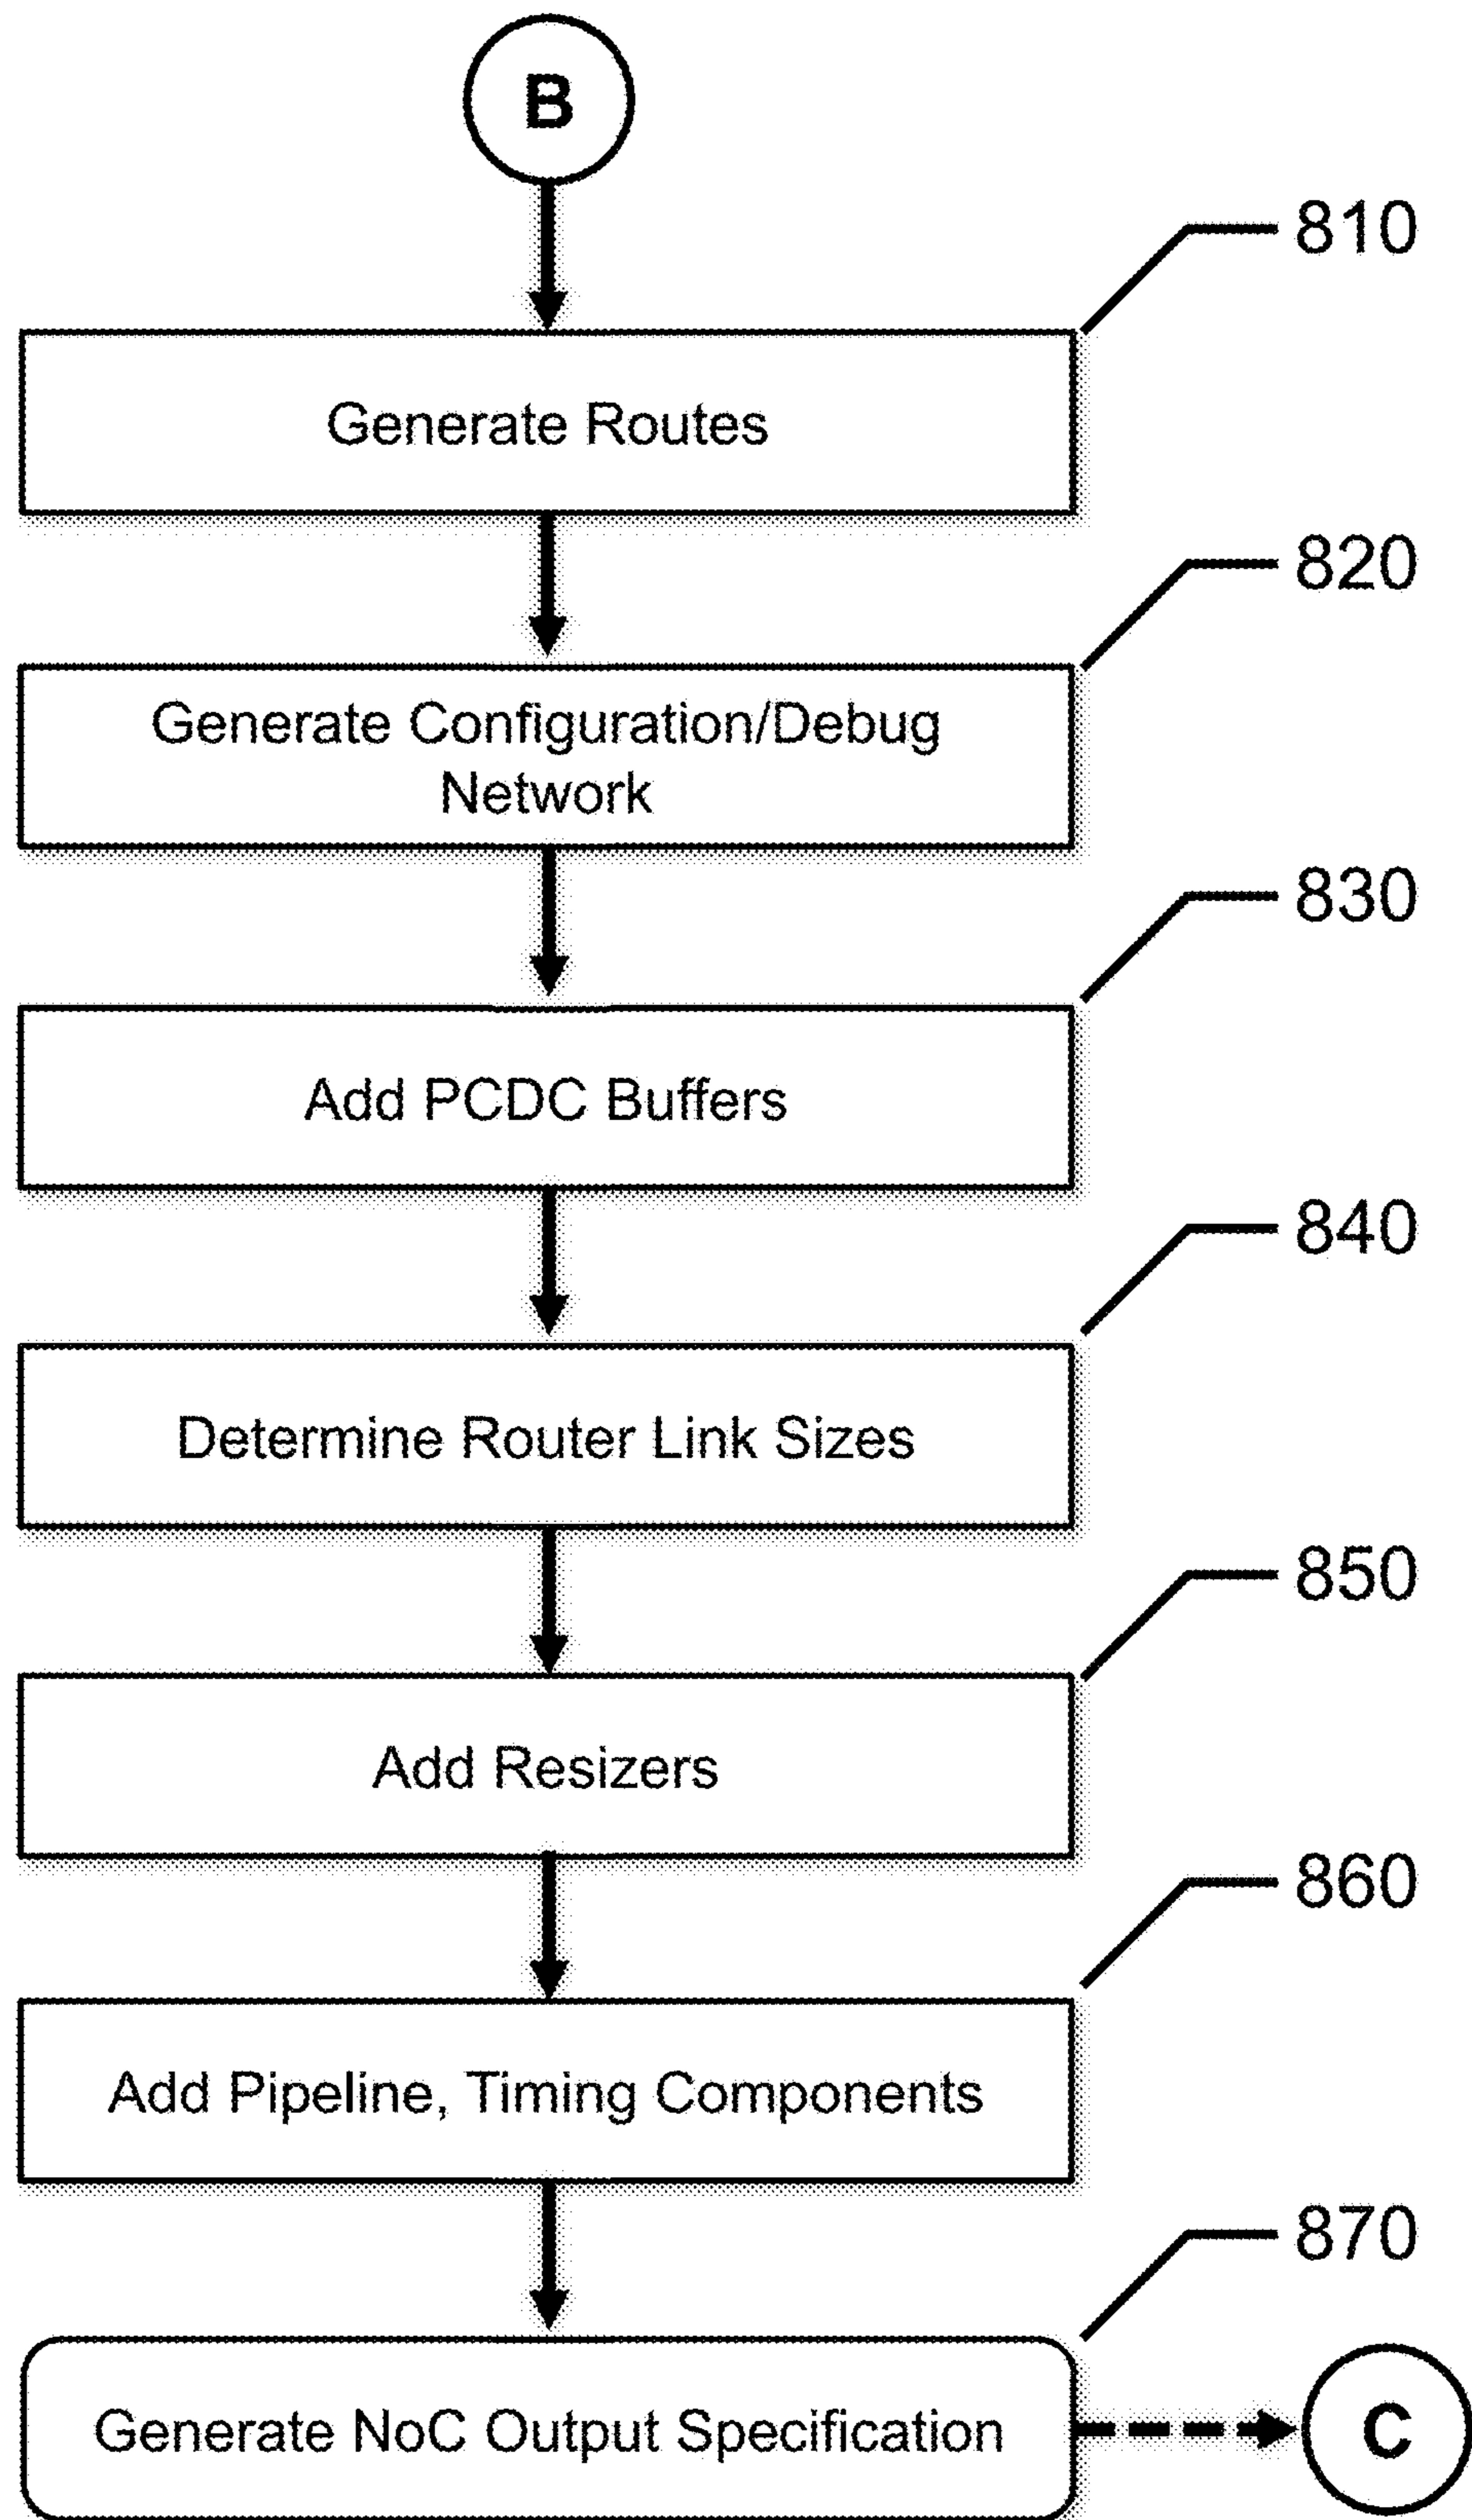 B
810
Generate Routes
820
Generate Configuration/Debug
Network
830
Add PCDC Buffers
840
Determine Router Link Sizes
850
Add Resizers
860
Add Pipeline, Timing Components
870
Generate NoC Output Specification
C